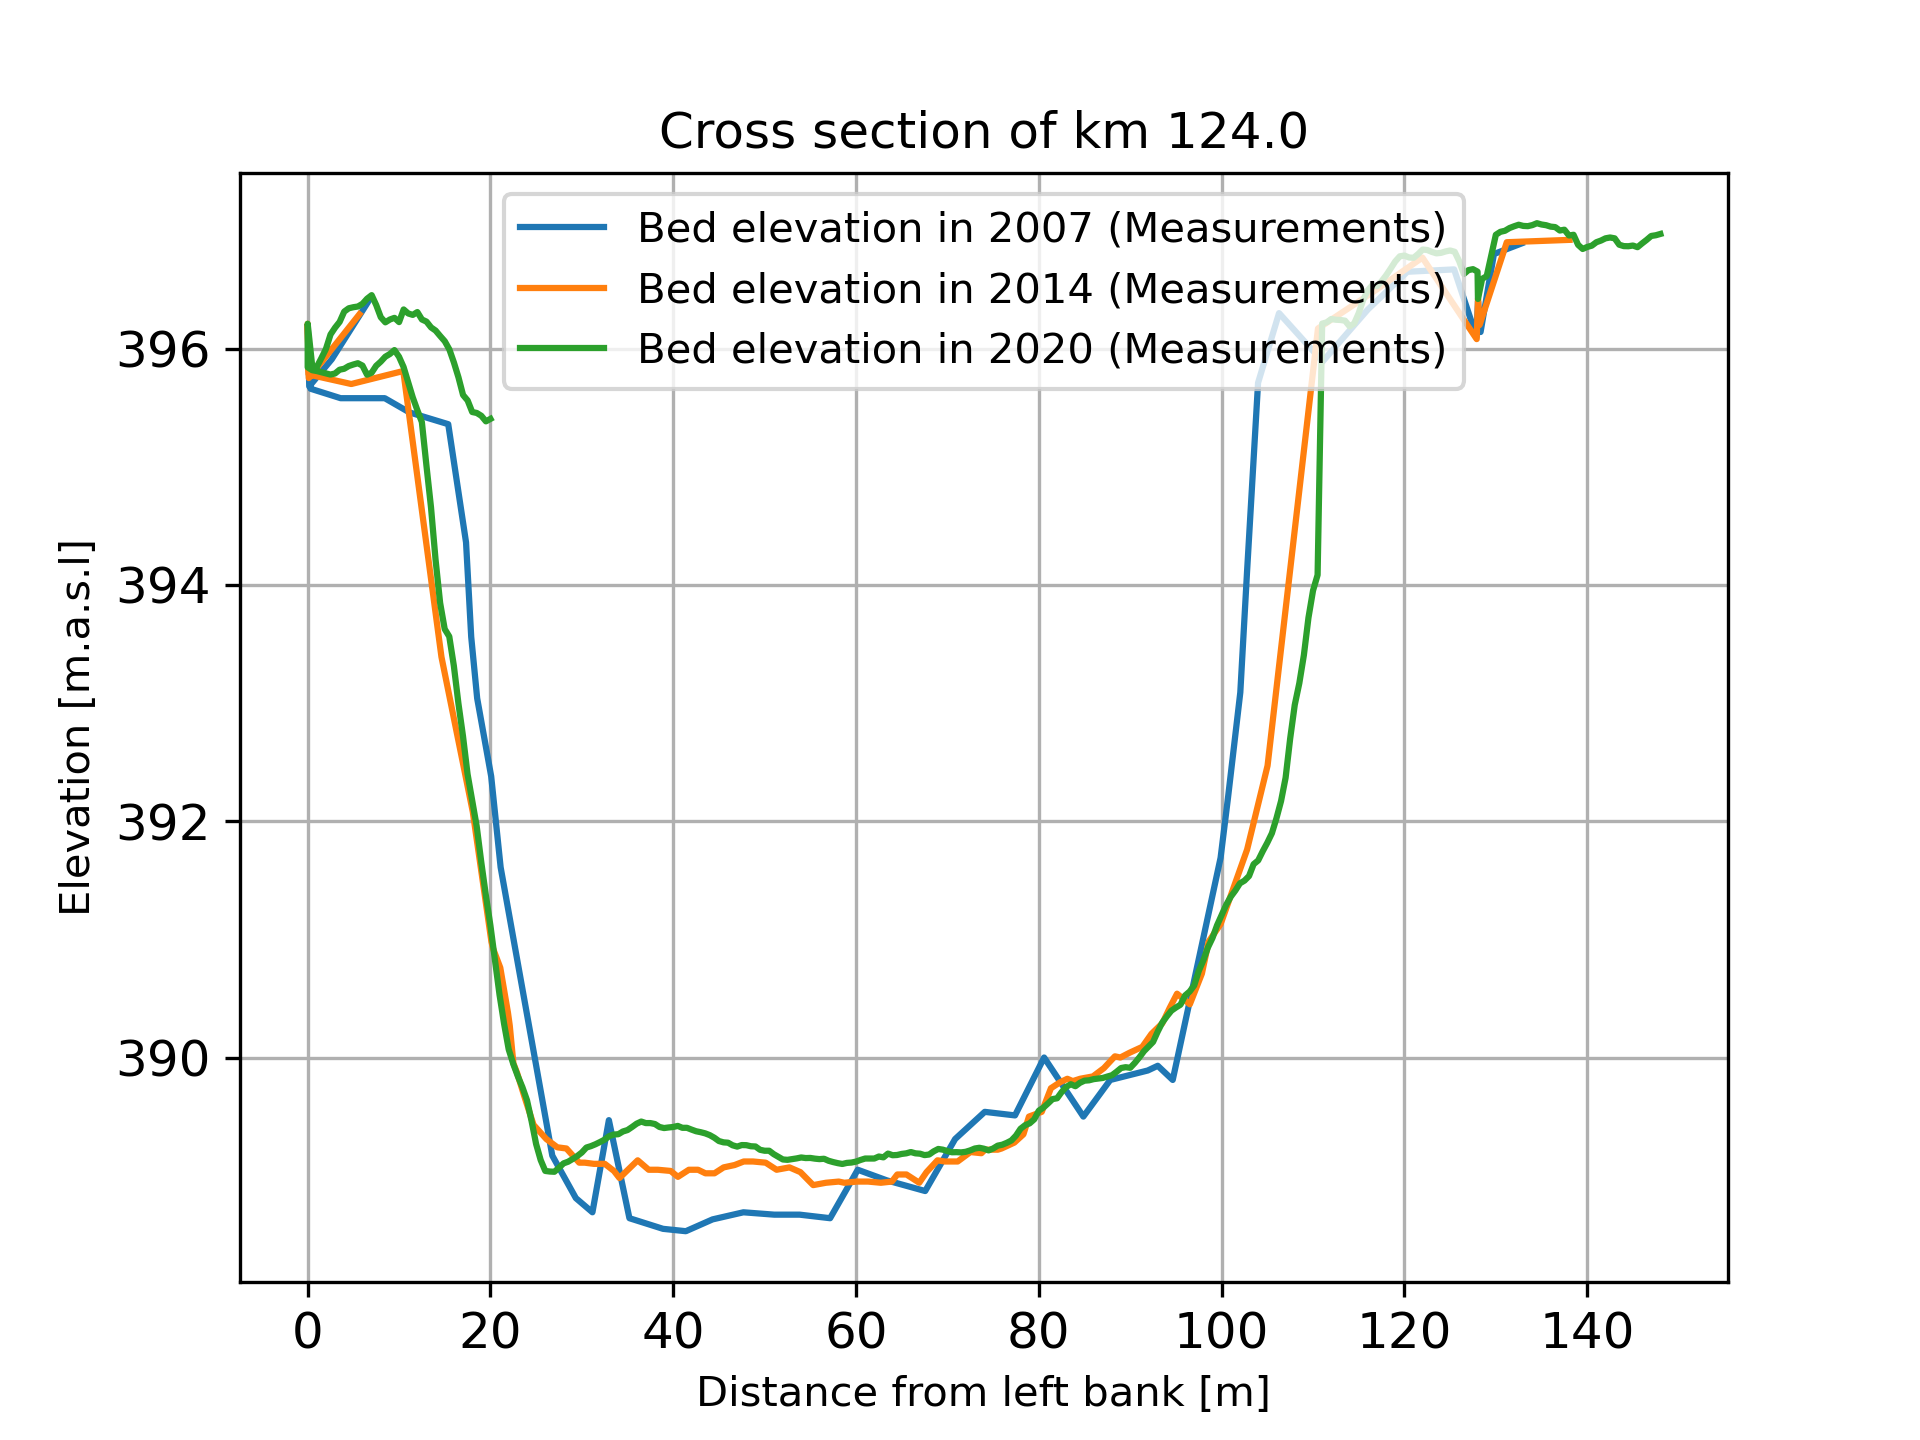 Cross section of km 124.0
Bed elevation in 2007 (Measurements)
Bed elevation in 2014 (Measurements)
Bed elevation in 2020 (Measurements)
396
394
392
390
Elevation [m.a.s.l]
0 20 40 60 80 100 120 140
Distance from left bank [m]